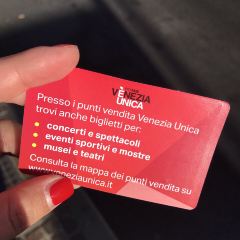 VENEZIA
UNICA
Presso i punti vendita Venezia Unica
trovi anche biglietti per:
• concerti e spettacoli
• eventi sportivi e mostre
• musei e teatri
Consulta la mappa dei punti vendita su
www.veneziaunica.it